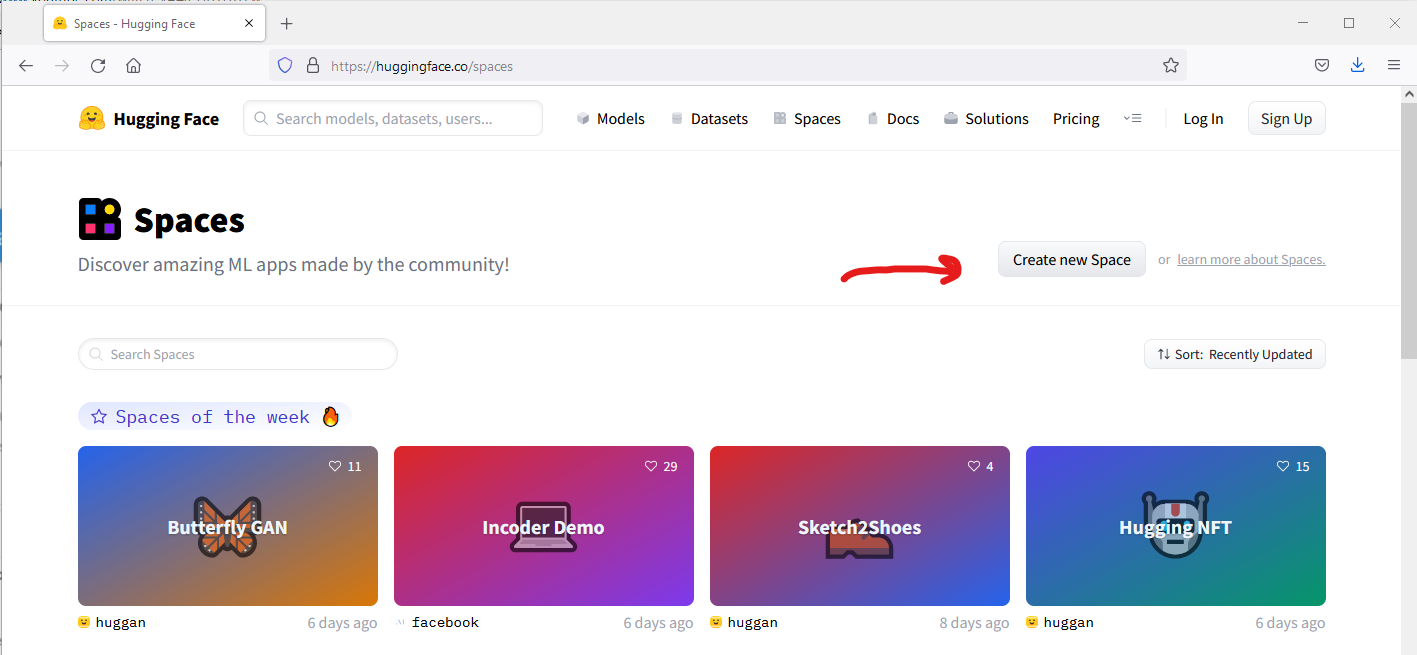 Spaces - Hugging Face
https://huggingface.co/spaces
Hugging Face
Search models, datasets, users...
Models
Datasets
Spaces
Docs
Solutions
Pricing
Log In
Sign Up
Spaces
Discover amazing ML apps made by the community!
Create new Space
or learn more about Spaces.
Search Spaces
Sort: Recently Updated
Spaces of the week 🔥
11
29
4
15
Butterfly GAN
Incoder Demo
Sketch2Shoes
Hugging NFT
huggan
6 days ago
facebook
6 days ago
huggan
8 days ago
huggan
6 days ago